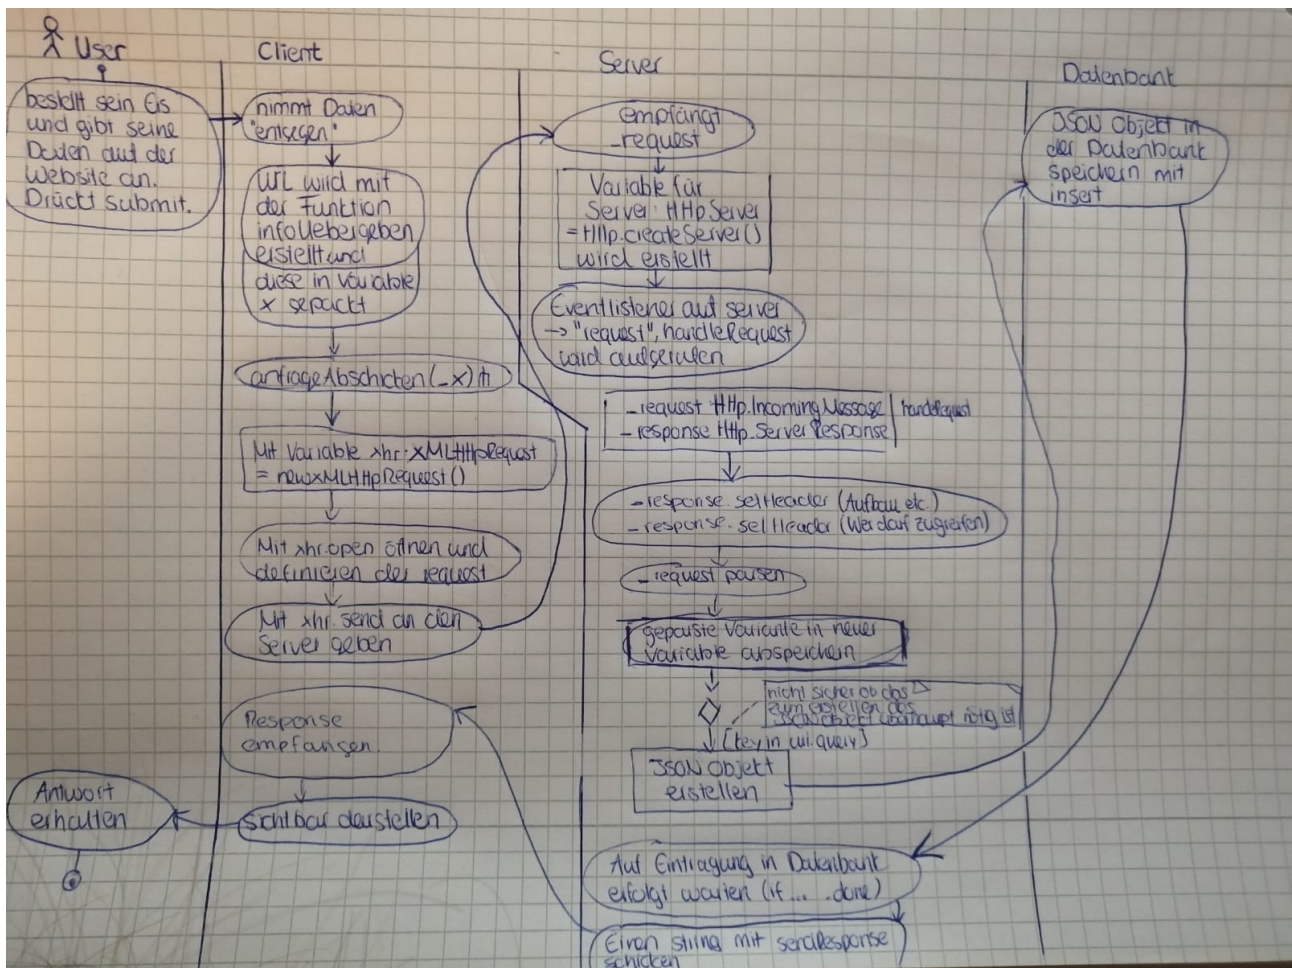 User
bestellt sein Eis
und gibt seine
Daten auf der
Website an.
Drückt submit.
Antwort
erhalten
Client
nimmt Daten
"entgegen"
URL wird mit
der Function
infoUebergeben
erstellt und
diese in Variable
x gepackt
anfrageAbschicken(_x)
Mit Variable xhr: XMLHttpRequest
= new XMLHttpRequest()
Mit xhr.open öffnen und
definieren des request
Mit xhr.send an den
Server geben
Response
empfangen.
sichtbar darstellen
Server
empfängt
_request
Variable für
Server: Http.Server
= Http.createServer()
wird erstellt
Eventlistener auf server
→ "request", handleRequest
wird aufgerufen
_request Http.IncomingMessage
_response Http.ServerResponse
handleRequest
_response.setHeader (Aufbau etc.)
_response.setHeader (Wer darf zugreifen)
_request parsen
geparste Variante in neuer
Variable abspeichern
nicht sicher ob das
zum erstellen des
JSON Objekt überhaupt nötig ist
[key in url.query]
JSON Objekt
erstellen
Auf Eintragung in Datenbank
erfolgt warten (if ... .done)
Einen string mit sendResponse
schicken
Datenbank
JSON Objekt in
der Datenbank
speichern mit
insert